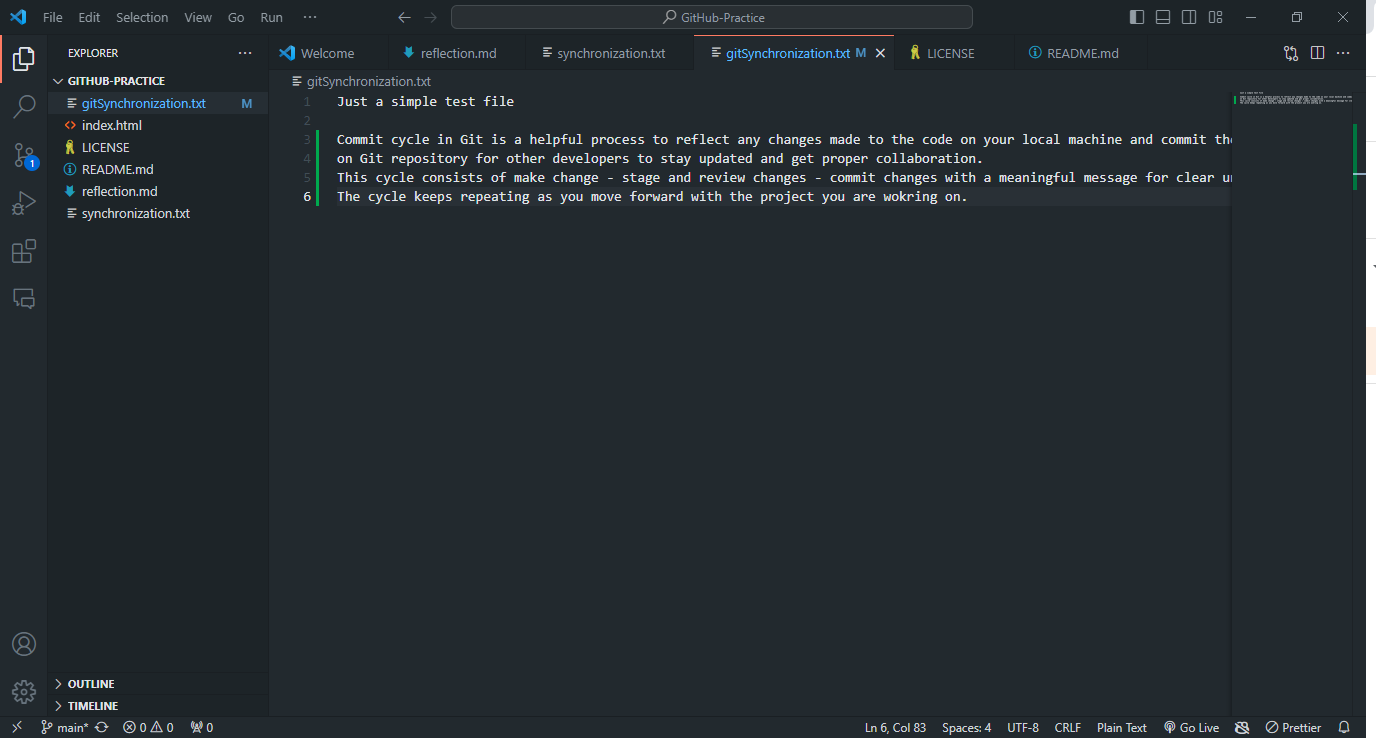 File Edit Selection View Go Run ··· GitHub-Practice
EXPLORER ···
GITHUB-PRACTICE
gitSynchronization.txt M
index.html
LICENSE
README.md
reflection.md
synchronization.txt
1
OUTLINE
TIMELINE
Welcome reflection.md synchronization.txt gitSynchronization.txt M LICENSE README.md ···
gitSynchronization.txt
1 Just a simple test file
2
3 Commit cycle in Git is a helpful process to reflect any changes made to the code on your local machine and commit the
4 on Git repository for other developers to stay updated and get proper collaboration.
5 This cycle consists of make change - stage and review changes - commit changes with a meaningful message for clear u
6 The cycle keeps repeating as you move forward with the project you are wokring on.
main* 0 0 0 Ln 6, Col 83 Spaces: 4 UTF-8 CRLF Plain Text Go Live Prettier